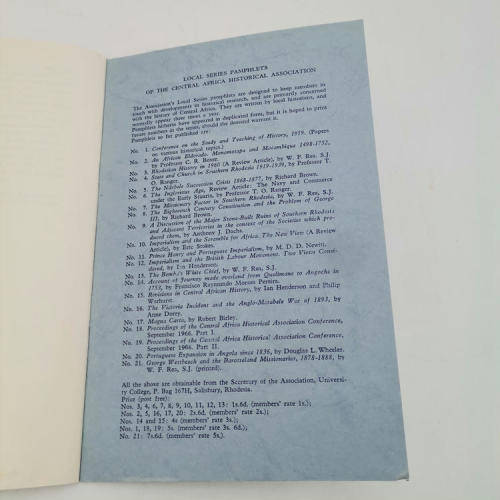 LOCAL SERIES PAMPHLETS
OF THE CENTRAL AFRICA HISTORICAL ASSOCIATION
The Association's Local Series pamphlets are designed to keep members in
touch with developments in historical research, and are primarily concerned
with the history of Central Africa. They are written by local historians, and
normally appear three times a year.
Pamphlets hitherto have appeared in duplicated form, but it is hoped to print
future numbers in the series, should the demand warrant it.
Pamphlets so far published are:
No. 1. Conference on the Study and Teaching of History, 1959. (Papers
on various historical topics.)
No. 2. An African Eldorado. Monomotapa and Mocambique 1498-1752,
by Professor C. R. Boxer.
No. 3. Rhodesian History in 1960 (A Review Article), by W. F. Rea, S.J.
No. 4. State and Church in Southern Rhodesia 1919-1939, by Professor T.
O. Ranger.
No. 5. The Ndebele Succession Crisis 1868-1877, by Richard Brown.
No. 6. The Inglorious Age, Review Article: The Navy and Commerce
under the Early Stuarts, by Professor T. O. Ranger.
No. 7. The Missionary Factor in Southern Rhodesia, by W. F. Rea, S.J.
No. 8. The Eighteenth Century Constitution and the Problem of George
III, by Richard Brown.
No. 9. A Discussion of the Major Stone-Built Ruins of Southern Rhodesia
and Adjacent Territories in the context of the Societies which pro-
duced them, by Anthony J. Dachs.
No. 10. Imperialism and the Scramble for Africa. The New View (A Review
Article), by Eric Stokes.
No. 11. Prince Henry and Portuguese Imperialism, by M. D. D. Newitt.
No. 12. Imperialism and the British Labour Movement. Two Views Consi-
dered, by Ian Henderson.
No. 13. The Bemba's White Chief, by W. F. Rea, S.J.
No. 14. Account of Journey made overland from Quelimane to Angoche in
1752, by Francisco Raymundo Moraes Pereira.
No. 15. Resistance in Central African History, by Ian Henderson and Philip
Warhurst.
No. 16. The Victoria Incident and the Anglo-Matabele War of 1893, by
Anne Dorey.
No. 17. Magna Carta, by Robert Birley.
No. 18. Proceedings of the Central Africa Historical Association Conference,
September 1966. Part I.
No. 19. Proceedings of the Central Africa Historical Association Conference,
September 1966. Part II.
No. 20. Portuguese Expansion in Angola since 1836, by Douglas L. Wheeler.
No. 21. George Westbeech and the Barotseland Missionaries, 1878-1888, by
W. F. Rea, S.J. (printed).
All the above are obtainable from the Secretary of the Association, Universi-
ty College, P. Bag 167H, Salisbury, Rhodesia.
Price (post free):
Nos. 3, 4, 6, 7, 8, 9, 10, 11, 12, 13: 1s.6d. (members' rate 1s.);
Nos. 2, 5, 16, 17, 20: 2s.6d. (members' rate 2s.);
Nos. 14 and 15: 4s (members' rate 3s.);
Nos. 1, 18, 19: 5s. (members' rate 3s. 6d.);
No. 21: 7s.6d. (members' rate 5s.).